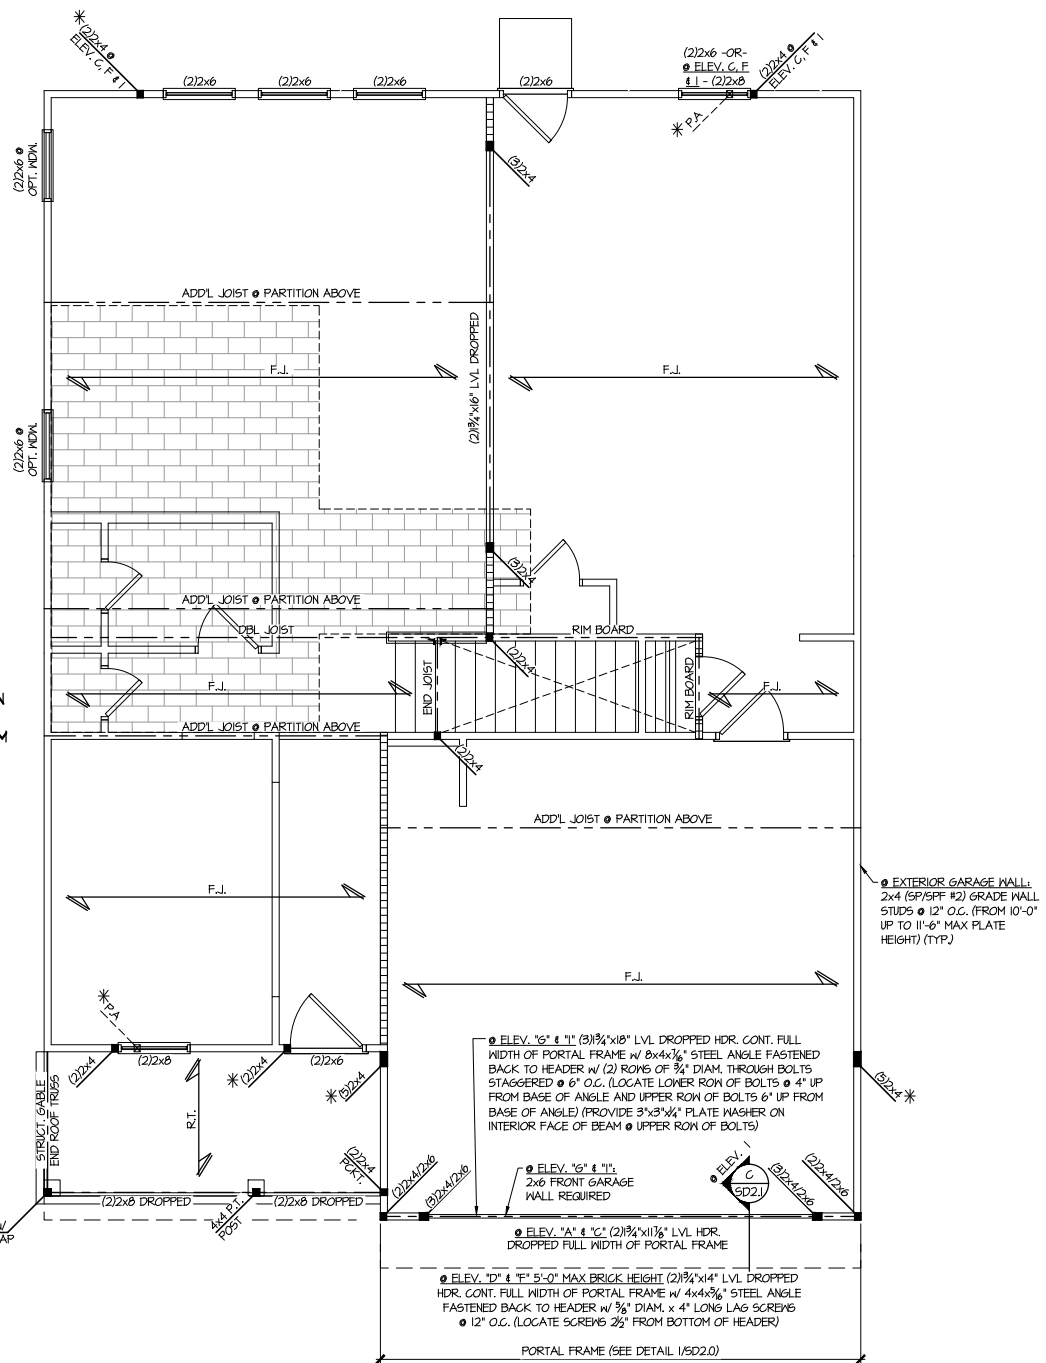 (2)2x4 @
ELEV. C, F & I
(2)2x6
(2)2x6
(2)2x6
(2)2x6
(2)2x6 -OR-
@ ELEV. C, F
& I - (2)2x8
(2)2x4 @
ELEV. C, F & I
P.A
(2)2x6 @
OPT. WDW.
(3)2x4
ADD'L JOIST @ PARTITION ABOVE
(2)1¾"x16" LVL DROPPED
F.J.
F.J.
(2)2x6 @
OPT. WDW.
(3)2x4
ADD'L JOIST @ PARTITION ABOVE
DBL JOIST
RIM BOARD
(2)2x4
END JOIST
RIM BOARD
F.J.
F.J.
N
M
ADD'L JOIST @ PARTITION ABOVE
(2)2x4
ADD'L JOIST @ PARTITION ABOVE
@ EXTERIOR GARAGE WALL:
2x4 (SP/SPF #2) GRADE WALL
STUDS @ 12" O.C. (FROM 10'-0"
UP TO 11'-6" MAX PLATE
HEIGHT) (TYP.)
F.J.
F.J.
P.A
(2)2x4
(2)2x8
(2)2x4
(2)2x6
(5)2x4
(5)2x4
@ ELEV. "G" & "I" (3)1¾"x18" LVL DROPPED HDR. CONT. FULL
WIDTH OF PORTAL FRAME w/ 8x4x7/16" STEEL ANGLE FASTENED
BACK TO HEADER w/ (2) ROWS OF ¾" DIAM. THROUGH BOLTS
STAGGERED @ 6" O.C. (LOCATE LOWER ROW OF BOLTS @ 4" UP
FROM BASE OF ANGLE AND UPPER ROW OF BOLTS 6" UP FROM
BASE OF ANGLE) (PROVIDE 3"x3"x¼" PLATE WASHER ON
INTERIOR FACE OF BEAM @ UPPER ROW OF BOLTS)
STRUCT. GABLE
END ROOF TRUSS
R.T.
(2)2x4
PCKT.
(2)2x4/2x6
(3)2x4/2x6
@ ELEV. "G" & "I":
2x6 FRONT GARAGE
WALL REQUIRED
@ ELEV. I
C
SD2.1
(3)2x4/2x6
(2)2x4/2x6
(2)2x8 DROPPED
(2)2x8 DROPPED
4x4 P.T.
POST
W/
AP
@ ELEV. "A" & "C" (2)1¾"x11⅞" LVL HDR.
DROPPED FULL WIDTH OF PORTAL FRAME
@ ELEV. "D" & "F" 5'-0" MAX BRICK HEIGHT (2)1¾"x14" LVL DROPPED
HDR. CONT. FULL WIDTH OF PORTAL FRAME w/ 4x4x5/16" STEEL ANGLE
FASTENED BACK TO HEADER w/ ⅝" DIAM. x 4" LONG LAG SCREWS
@ 12" O.C. (LOCATE SCREWS 2½" FROM BOTTOM OF HEADER)
PORTAL FRAME (SEE DETAIL 1/SD2.0)